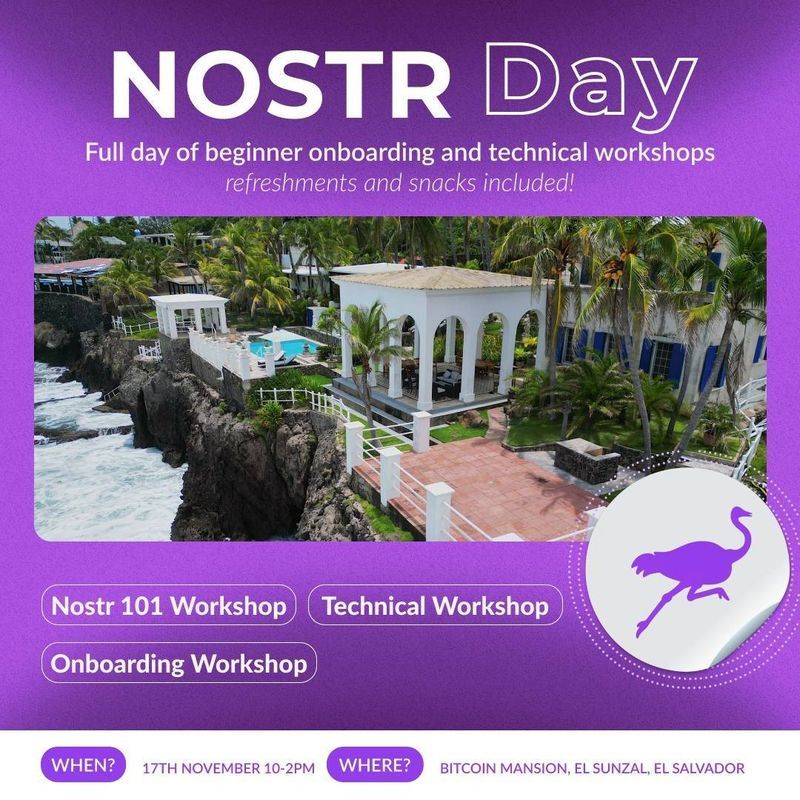 NOSTR Day
Full day of beginner onboarding and technical workshops
refreshments and snacks included!
Nostr 101 Workshop
Technical Workshop
Onboarding Workshop
WHEN? 17TH NOVEMBER 10-2PM WHERE? BITCOIN MANSION, EL SUNZAL, EL SALVADOR